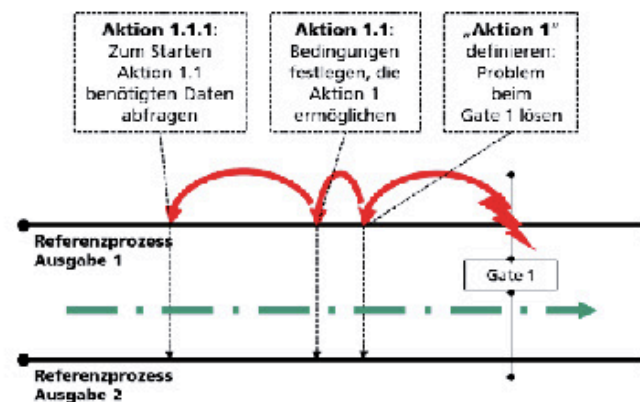 Aktion 1.1.1:
Zum Starten
Aktion 1.1
benötigten Daten
abfragen
Aktion 1.1:
Bedingungen
festlegen, die
Aktion 1
ermöglichen
„Aktion 1“
definieren:
Problem
beim
Gate 1 lösen
Referenzprozess
Ausgabe 1
Gate 1
Referenzprozess
Ausgabe 2